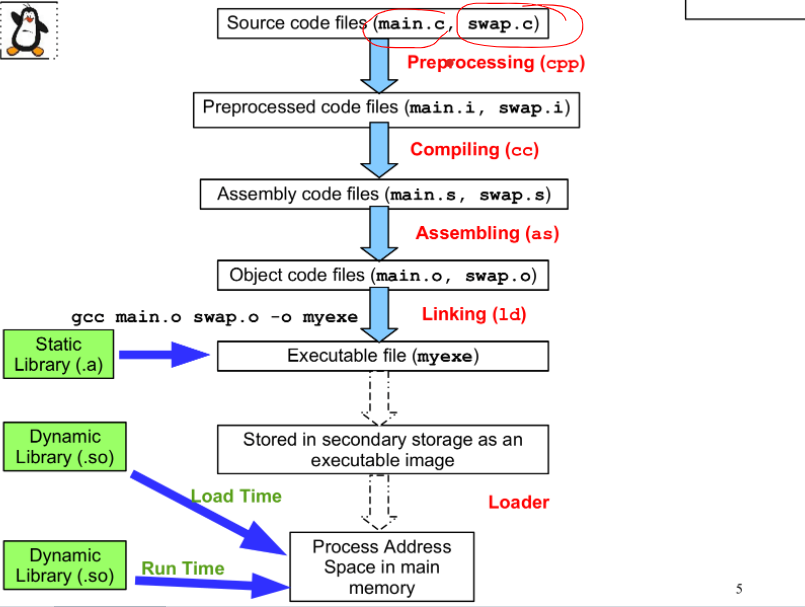 Source code files (main.c, swap.c)
Preprocessing (cpp)
Preprocessed code files (main.i, swap.i)
Compiling (cc)
Assembly code files (main.s, swap.s)
Assembling (as)
Object code files (main.o, swap.o)
gcc main.o swap.o -o myexe
Linking (ld)
Static
Library (.a)
Executable file (myexe)
Dynamic
Library (.so)
Stored in secondary storage as an
executable image
Load Time
Loader
Dynamic
Library (.so)
Run Time
Process Address
Space in main
memory
5